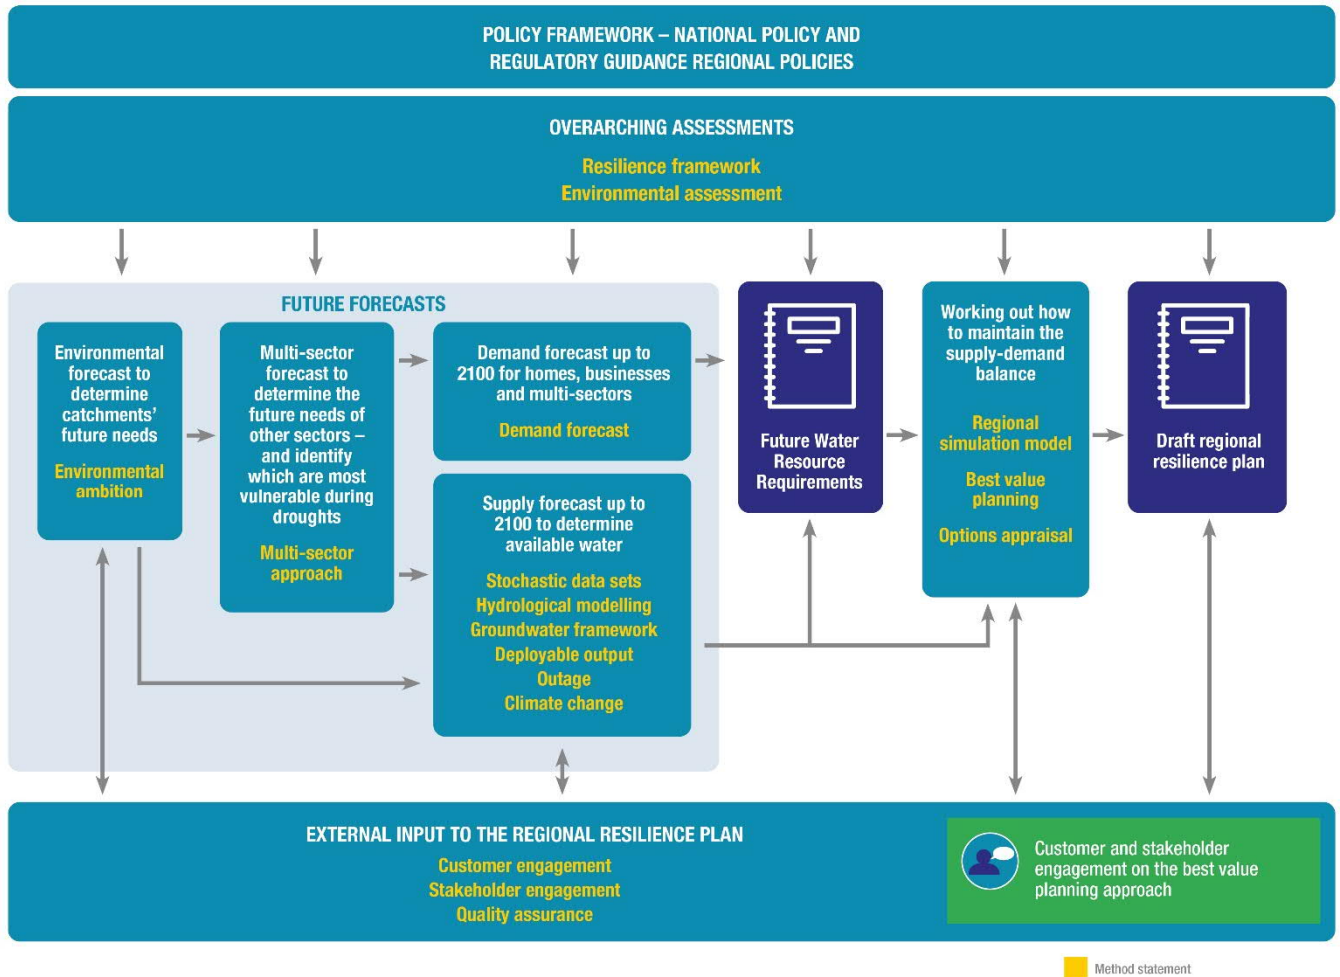 POLICY FRAMEWORK – NATIONAL POLICY AND
REGULATORY GUIDANCE REGIONAL POLICIES
OVERARCHING ASSESSMENTS
Resilience framework
Environmental assessment
FUTURE FORECASTS
Environmental
forecast to
determine
catchments’
future needs
Environmental
ambition
Multi-sector
forecast to
determine the
future needs of
other sectors –
and identify
which are most
vulnerable during
droughts
Multi-sector
approach
Demand forecast up to
2100 for homes, businesses
and multi-sectors
Demand forecast
Supply forecast up to
2100 to determine
available water
Stochastic data sets
Hydrological modelling
Groundwater framework
Deployable output
Outage
Climate change
Future Water
Resource
Requirements
Working out how
to maintain the
supply-demand
balance
Regional
simulation model
Best value
planning
Options appraisal
Draft regional
resilience plan
EXTERNAL INPUT TO THE REGIONAL RESILIENCE PLAN
Customer engagement
Stakeholder engagement
Quality assurance
Customer and stakeholder
engagement on the best value
planning approach
Method statement